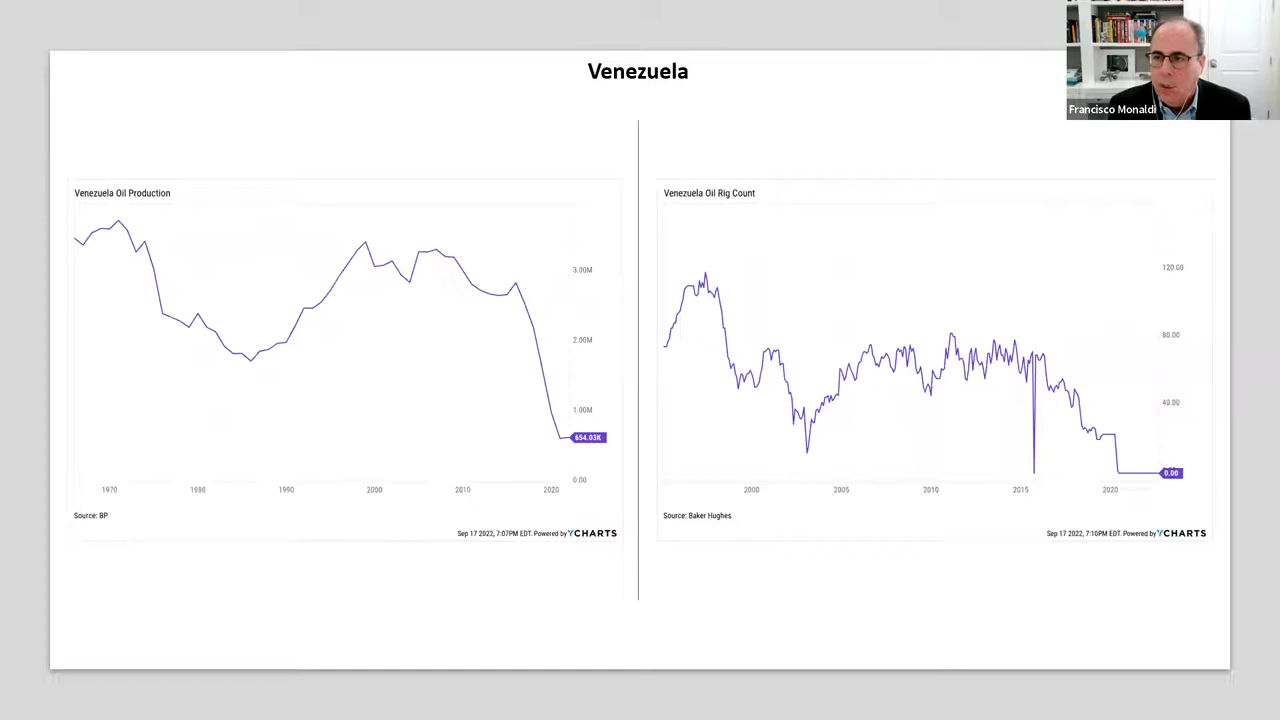 Venezuela
Francisco Monaldi
Venezuela Oil Production
3.00M
2.00M
1.00M
654.03K
0.00
1970 1980 1990 2000 2010 2020
Source: BP
Sep 17 2022, 7:07PM EDT. Powered by YCHARTS
Venezuela Oil Rig Count
120.00
80.00
40.00
0.00
2000 2005 2010 2015 2020
Source: Baker Hughes
Sep 17 2022, 7:10PM EDT. Powered by YCHARTS